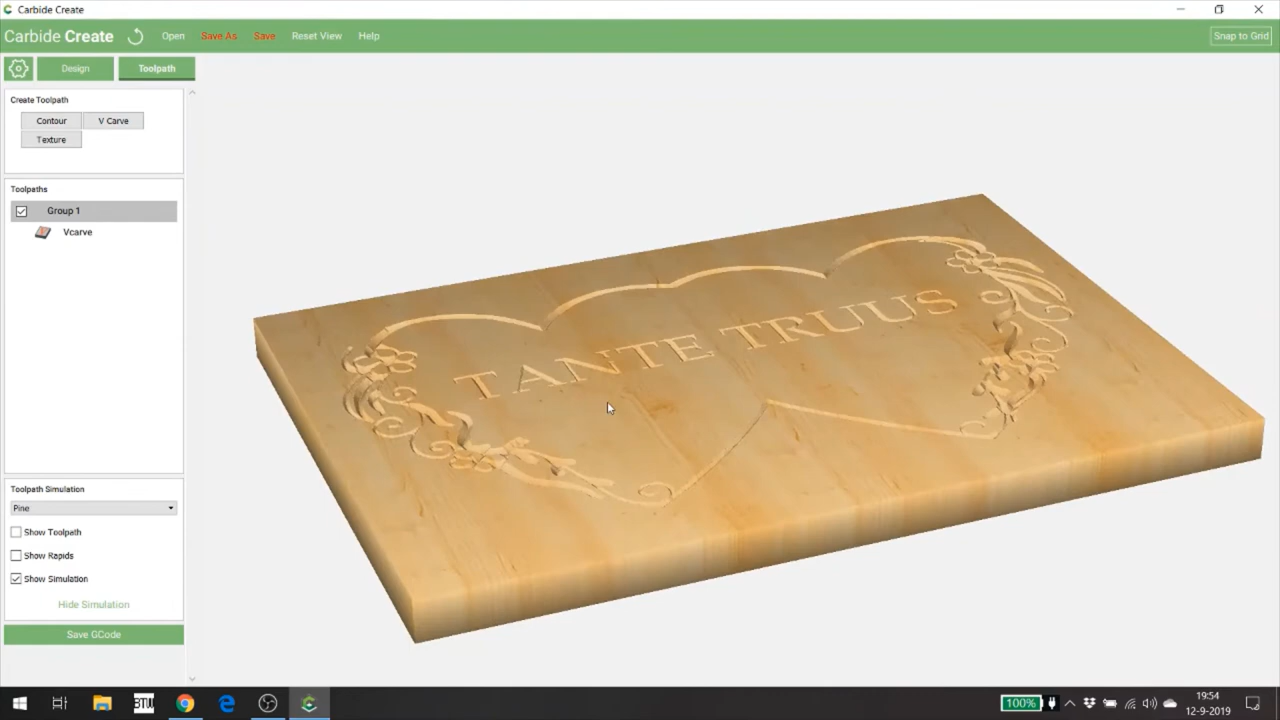 Carbide Create
Carbide Create Open Save As Save Reset View Help Snap to Grid
Design Toolpath
Create Toolpath
Contour V Carve
Texture
Toolpaths
Group 1
Vcarve
TANTE TRUUS
Toolpath Simulation
Pine
Show Toolpath
Show Rapids
Show Simulation
Hide Simulation
Save GCode
BTW 100% 19:54
12-9-2019